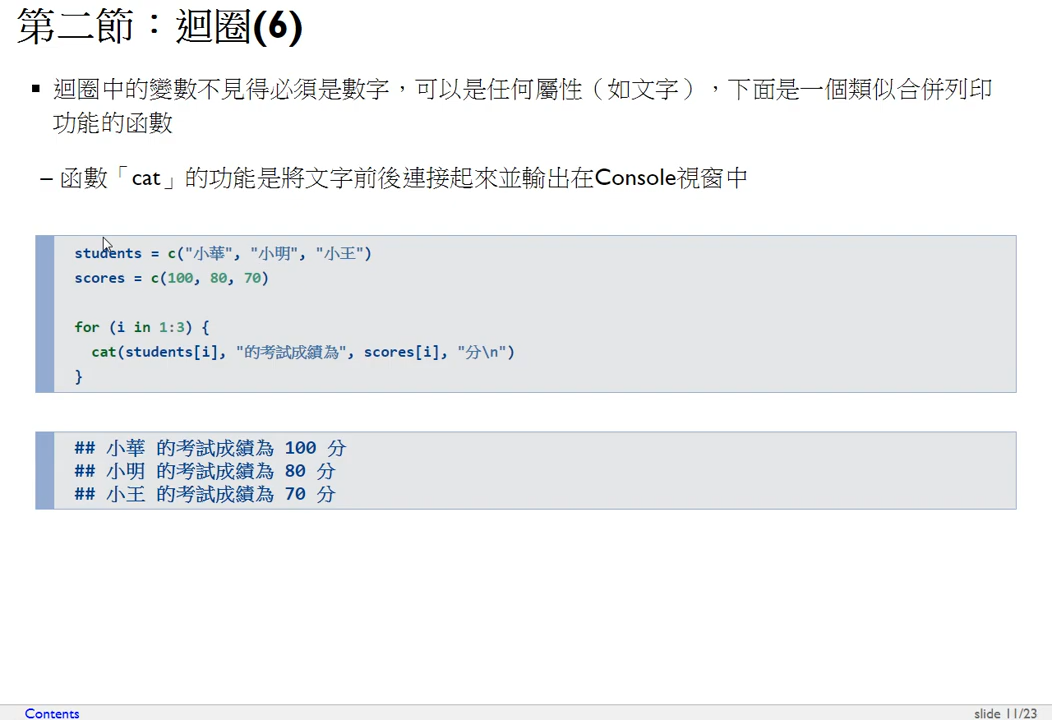 第二節：迴圈(6)
▪ 迴圈中的變數不見得必須是數字，可以是任何屬性（如文字），下面是一個類似合併列印
功能的函數
– 函數「cat」的功能是將文字前後連接起來並輸出在Console視窗中
students = c("小華", "小明", "小王")
scores = c(100, 80, 70)
for (i in 1:3) {
  cat(students[i], "的考試成績為", scores[i], "分\n")
}
## 小華 的考試成績為 100 分
## 小明 的考試成績為 80 分
## 小王 的考試成績為 70 分
Contents
slide 11/23